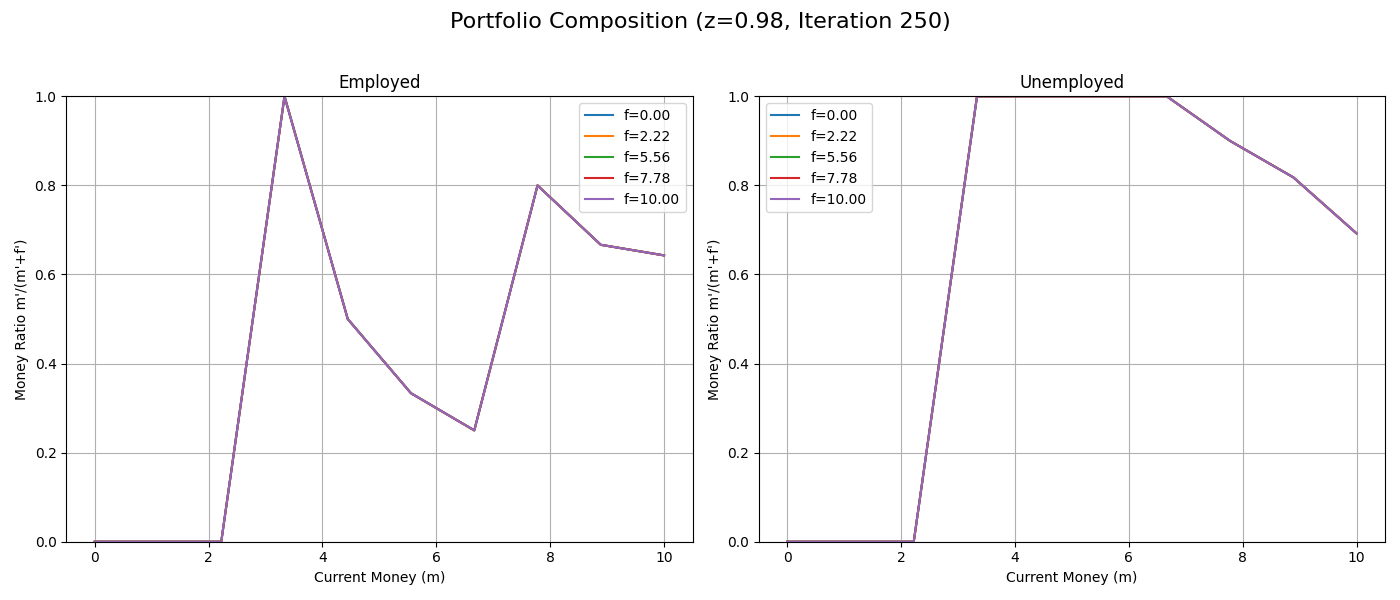 Portfolio Composition (z=0.98, Iteration 250)
Employed
1.0
0.8
0.6
0.4
0.2
0.0
Money Ratio m'/(m'+f')
0 2 4 6 8 10
Current Money (m)
f=0.00
f=2.22
f=5.56
f=7.78
f=10.00
Unemployed
1.0
0.8
0.6
0.4
0.2
0.0
Money Ratio m'/(m'+f')
0 2 4 6 8 10
Current Money (m)
f=0.00
f=2.22
f=5.56
f=7.78
f=10.00